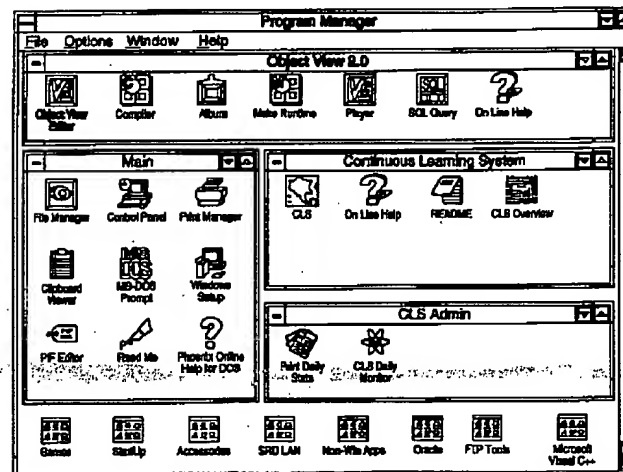 Program Manager
File Options Window Help
Object View 2.0
Object View
Editor
Compiler
Album
Make Runtime
Player
SQL
SQL Query
On Line Help
Main
File Manager
Control Panel
Print Manager
Clipboard
Viewer
MS-DOS
Prompt
Windows
Setup
PIF Editor
Read Me
Phoenix Online
Help for DOS
Continuous Learning System
CLS
On Line Help
README
CLS Overview
CLS Admin
Print Daily
Stats
CLS Daily
Monitor
Games
StartUp
Accessories
SRD LAN
Non-Win Apps
Oracle
FTP Tools
Microsoft
Visual C++